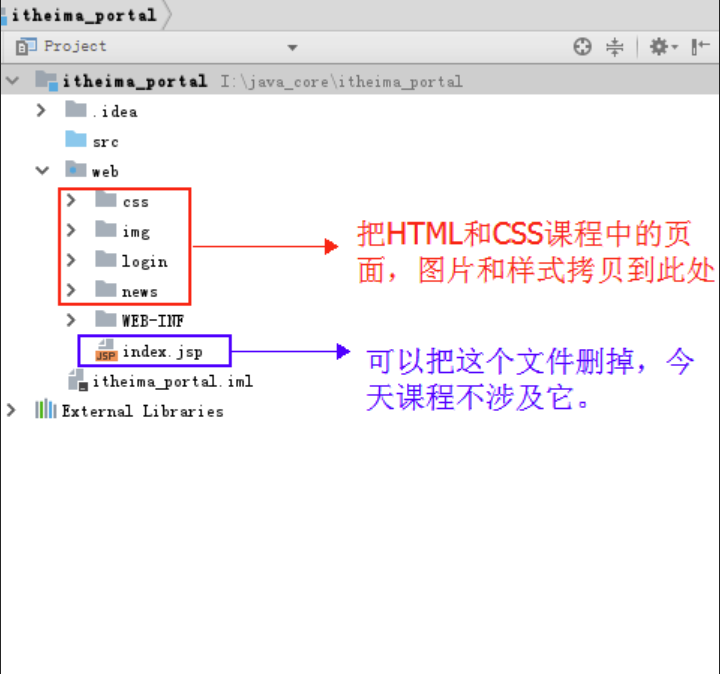 itheima_portal
Project
itheima_portal I:\java_core\itheima_portal
.idea
src
web
css
img
login
news
把HTML和CSS课程中的页
面，图片和样式拷贝到此处
WEB-INF
JSP index.jsp
可以把这个文件删掉，今
天课程不涉及它。
itheima_portal.iml
External Libraries